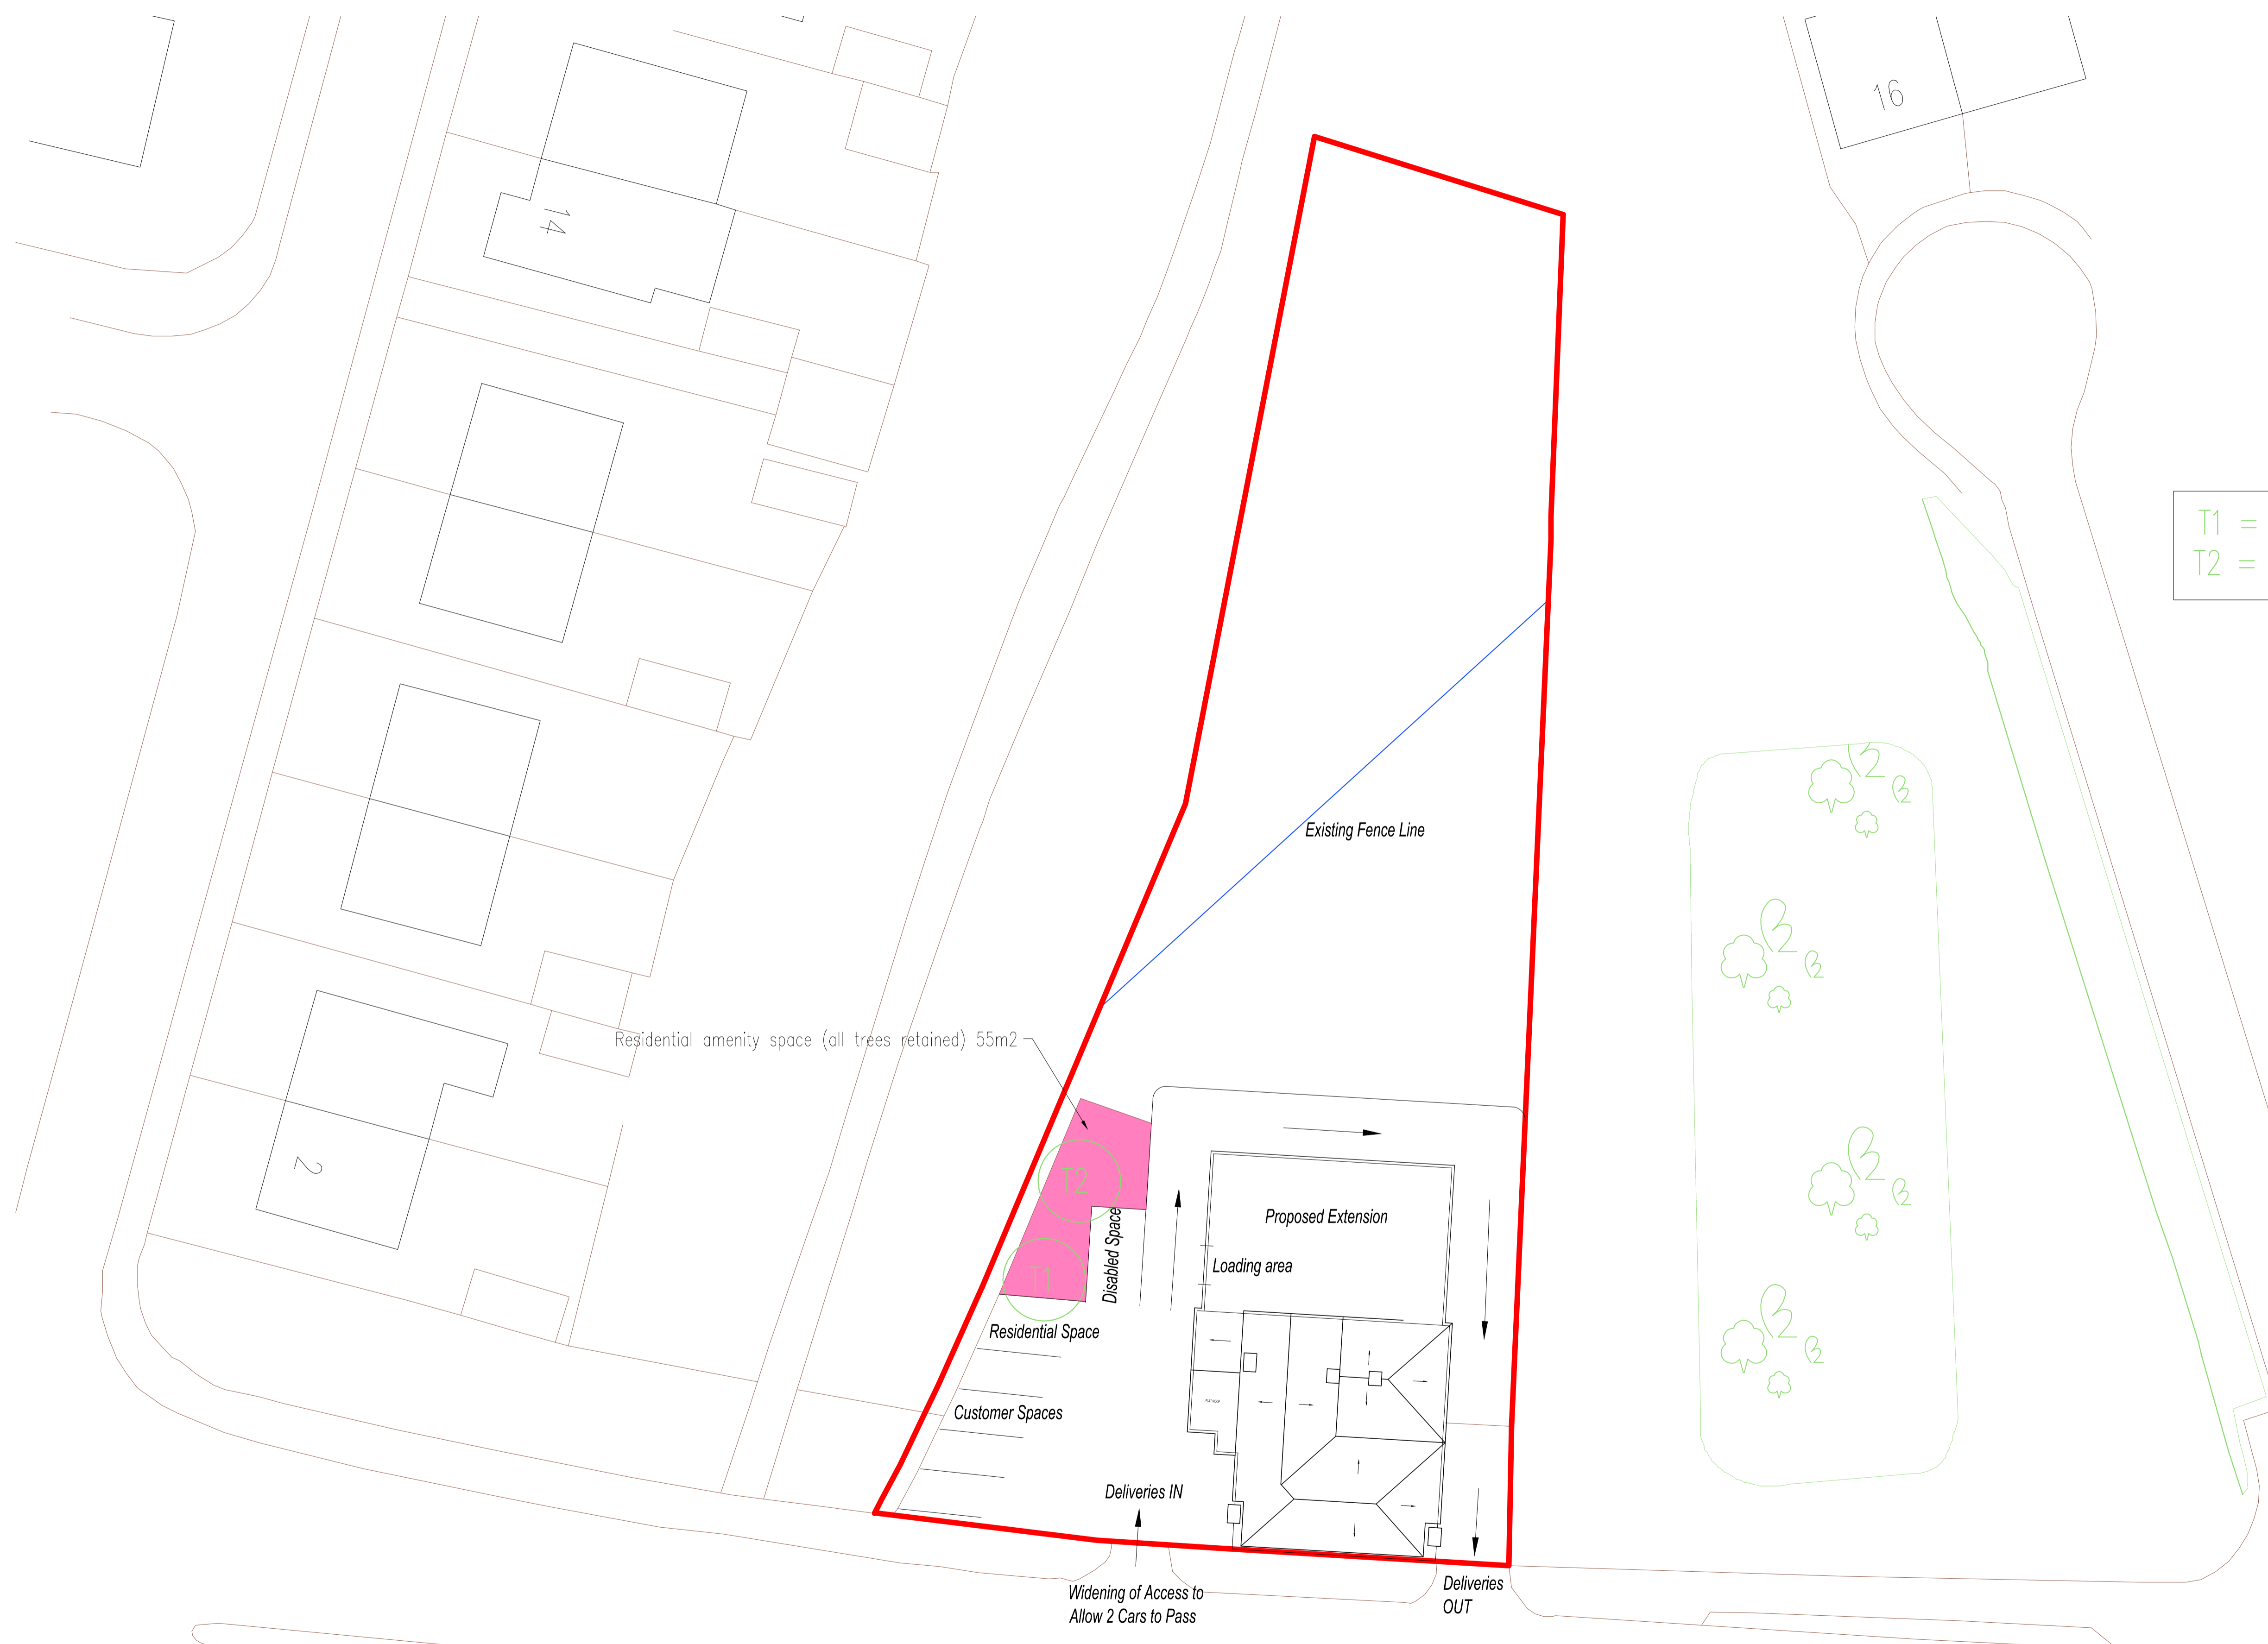 16
14
T1 =
T2 =
Existing Fence Line
Residential amenity space (all trees retained) 55m2
2
T2
Disabled Space
Proposed Extension
Loading area
T1
Residential Space
FLAT ROOF
Customer Spaces
Deliveries IN
Widening of Access to
Allow 2 Cars to Pass
Deliveries
OUT